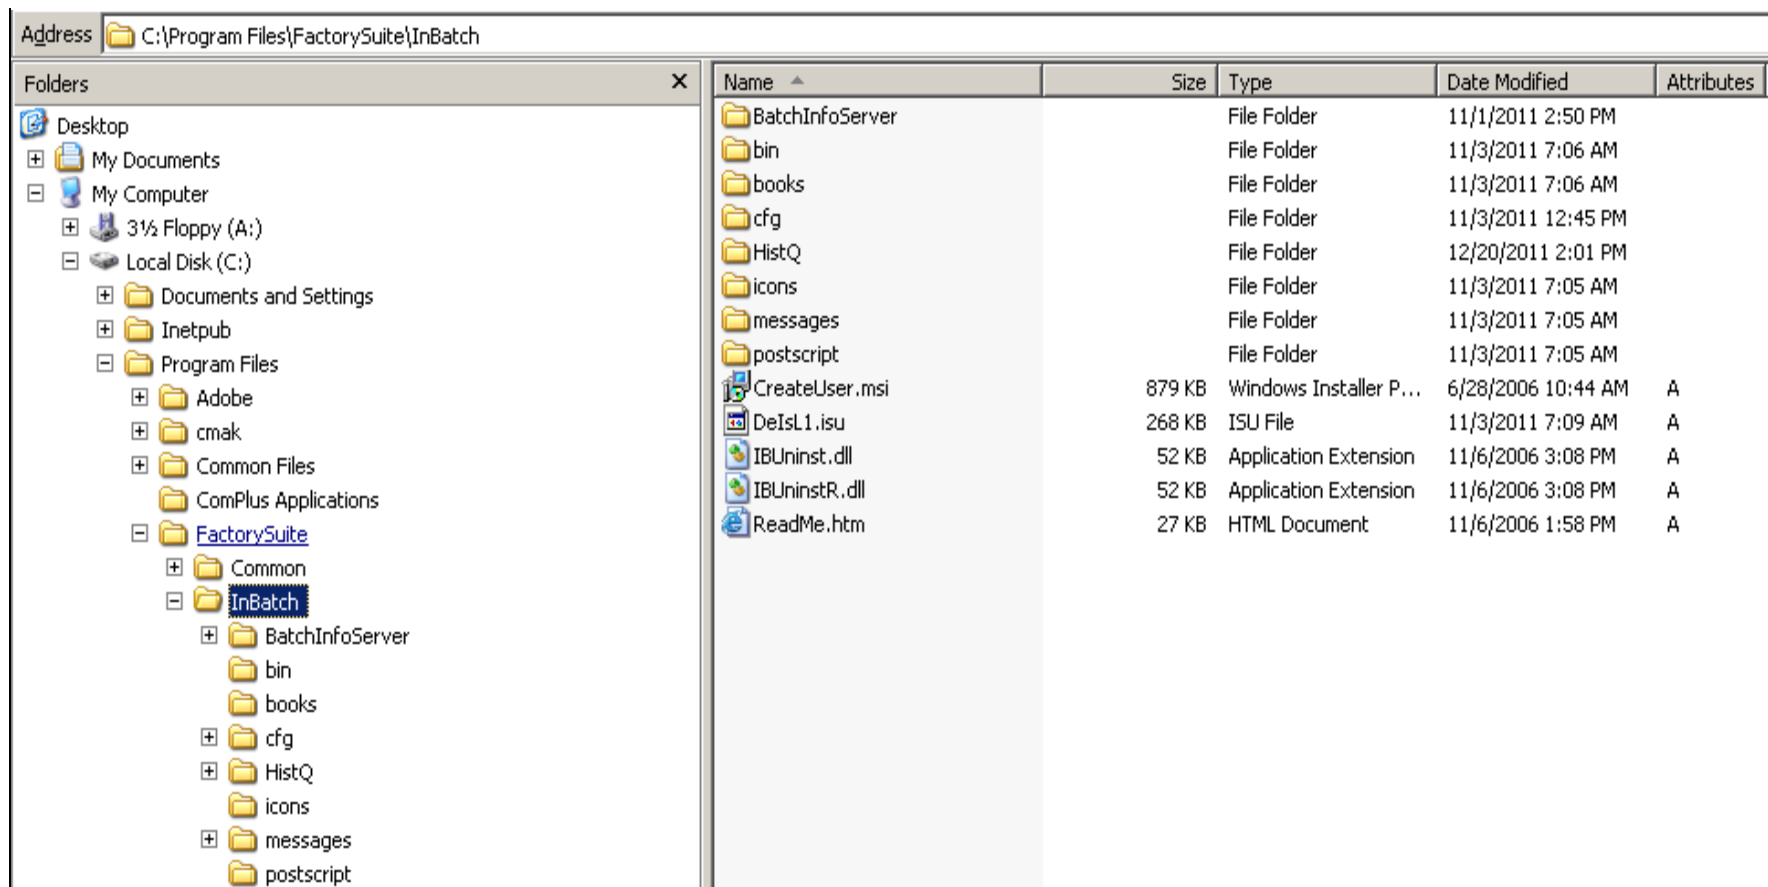 Address C:\Program Files\FactorySuite\InBatch
Folders
Desktop
My Documents
My Computer
3½ Floppy (A:)
Local Disk (C:)
Documents and Settings
Inetpub
Program Files
Adobe
cmak
Common Files
ComPlus Applications
FactorySuite
Common
InBatch
BatchInfoServer
bin
books
cfg
HistQ
icons
messages
postscript
Name Size Type Date Modified Attributes
BatchInfoServer File Folder 11/1/2011 2:50 PM
bin File Folder 11/3/2011 7:06 AM
books File Folder 11/3/2011 7:06 AM
cfg File Folder 11/3/2011 12:45 PM
HistQ File Folder 12/20/2011 2:01 PM
icons File Folder 11/3/2011 7:05 AM
messages File Folder 11/3/2011 7:05 AM
postscript File Folder 11/3/2011 7:05 AM
CreateUser.msi 879 KB Windows Installer P... 6/28/2006 10:44 AM A
DeIsL1.isu 268 KB ISU File 11/3/2011 7:09 AM A
IBUninst.dll 52 KB Application Extension 11/6/2006 3:08 PM A
IBUninstR.dll 52 KB Application Extension 11/6/2006 3:08 PM A
ReadMe.htm 27 KB HTML Document 11/6/2006 1:58 PM A